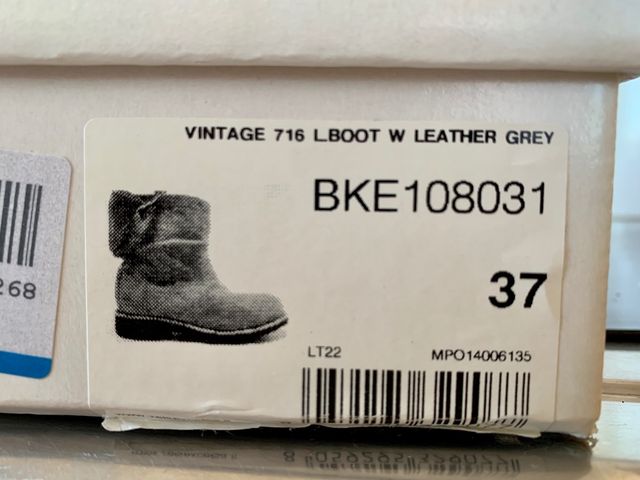 VINTAGE 716 L.BOOT W LEATHER GREY
BKE108031
37
LT22
MPO14006135
268